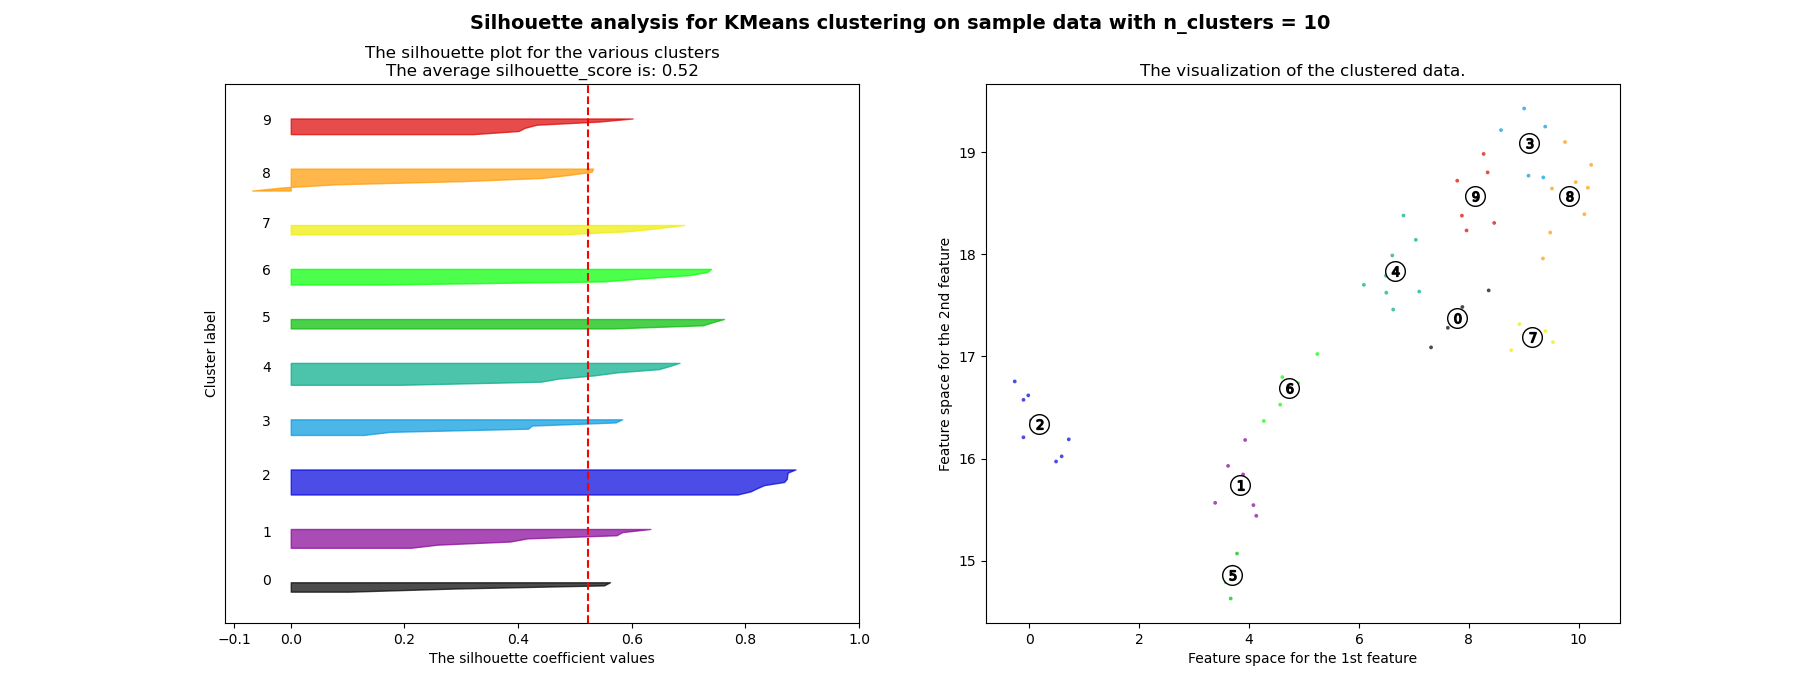 Silhouette analysis for KMeans clustering on sample data with n_clusters = 10
The silhouette plot for the various clusters
The average silhouette_score is: 0.52
9
8
7
6
5
4
3
2
1
0
Cluster label
−0.1 0.0 0.2 0.4 0.6 0.8 1.0
The silhouette coefficient values
The visualization of the clustered data.
19
18
17
16
15
Feature space for the 2nd feature
3
9
8
4
0
7
6
2
1
5
0 2 4 6 8 10
Feature space for the 1st feature